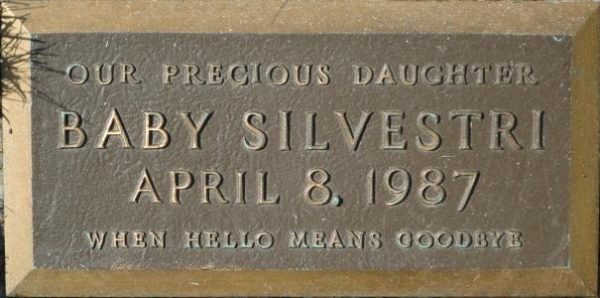 OUR PRECIOUS DAUGHTER
BABY SILVESTRI
APRIL 8, 1987
WHEN HELLO MEANS GOODBYE